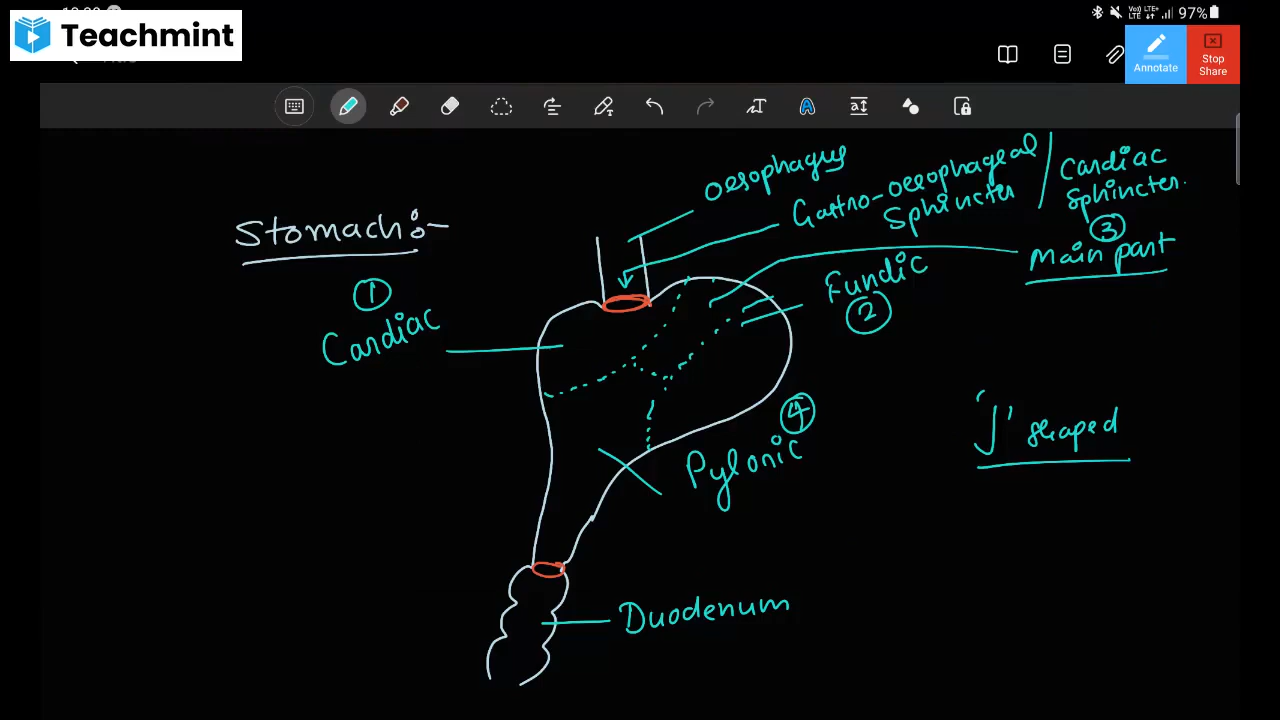 Teachmint
97%
Annotate
Stop
Share
Stomach:-
Oesophagus
Gastro-oesophageal
Sphincter
/
Cardiac
Sphincter.
③
Main part
①
Cardiac
Fundic
②
④
Pyloric
'J' shaped
Duodenum